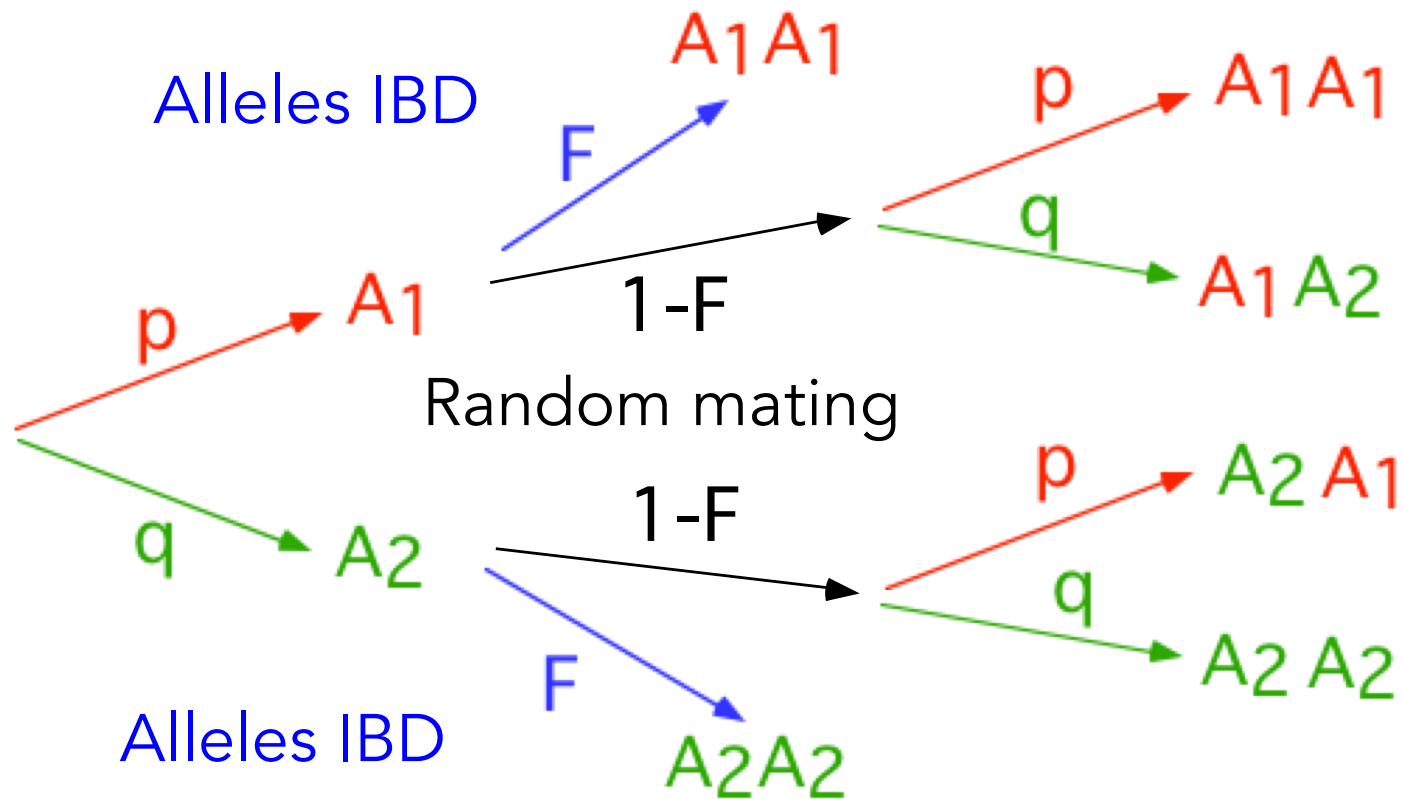 A1A1
Alleles IBD
p
A1A1
F
q
p
A1
1-F
A1A2
Random mating
p
A2A1
1-F
q
A2
q
A2A2
F
Alleles IBD
A2A2